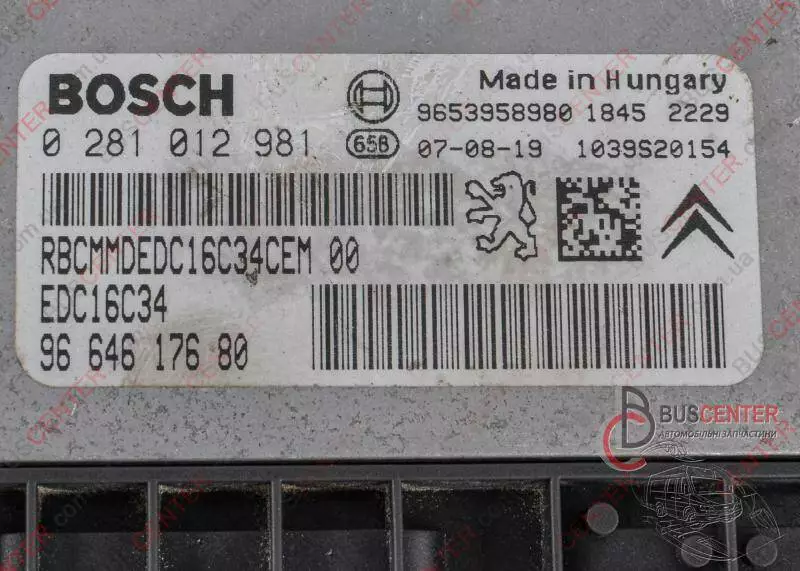 BOSCH
Made in Hungary
9653958980 1845 2229
0 281 012 981
65B
07-08-19 1039S20154
RBCMMDEDC16C34CEM 00
EDC16C34
96 646 176 80
BUSCENTER
АВТОМОБІЛЬНІ ЗАПЧАСТИНИ